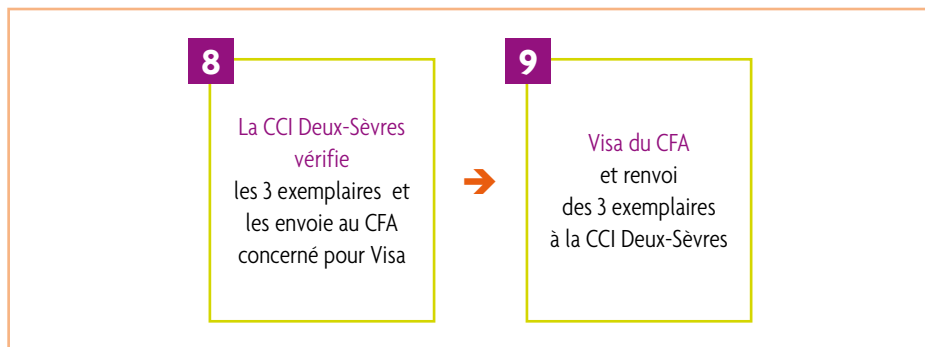 8
La CCI Deux-Sèvres
vérifie
les 3 exemplaires et
les envoie au CFA
concerné pour Visa
9
Visa du CFA
et renvoi
des 3 exemplaires
à la CCI Deux-Sèvres